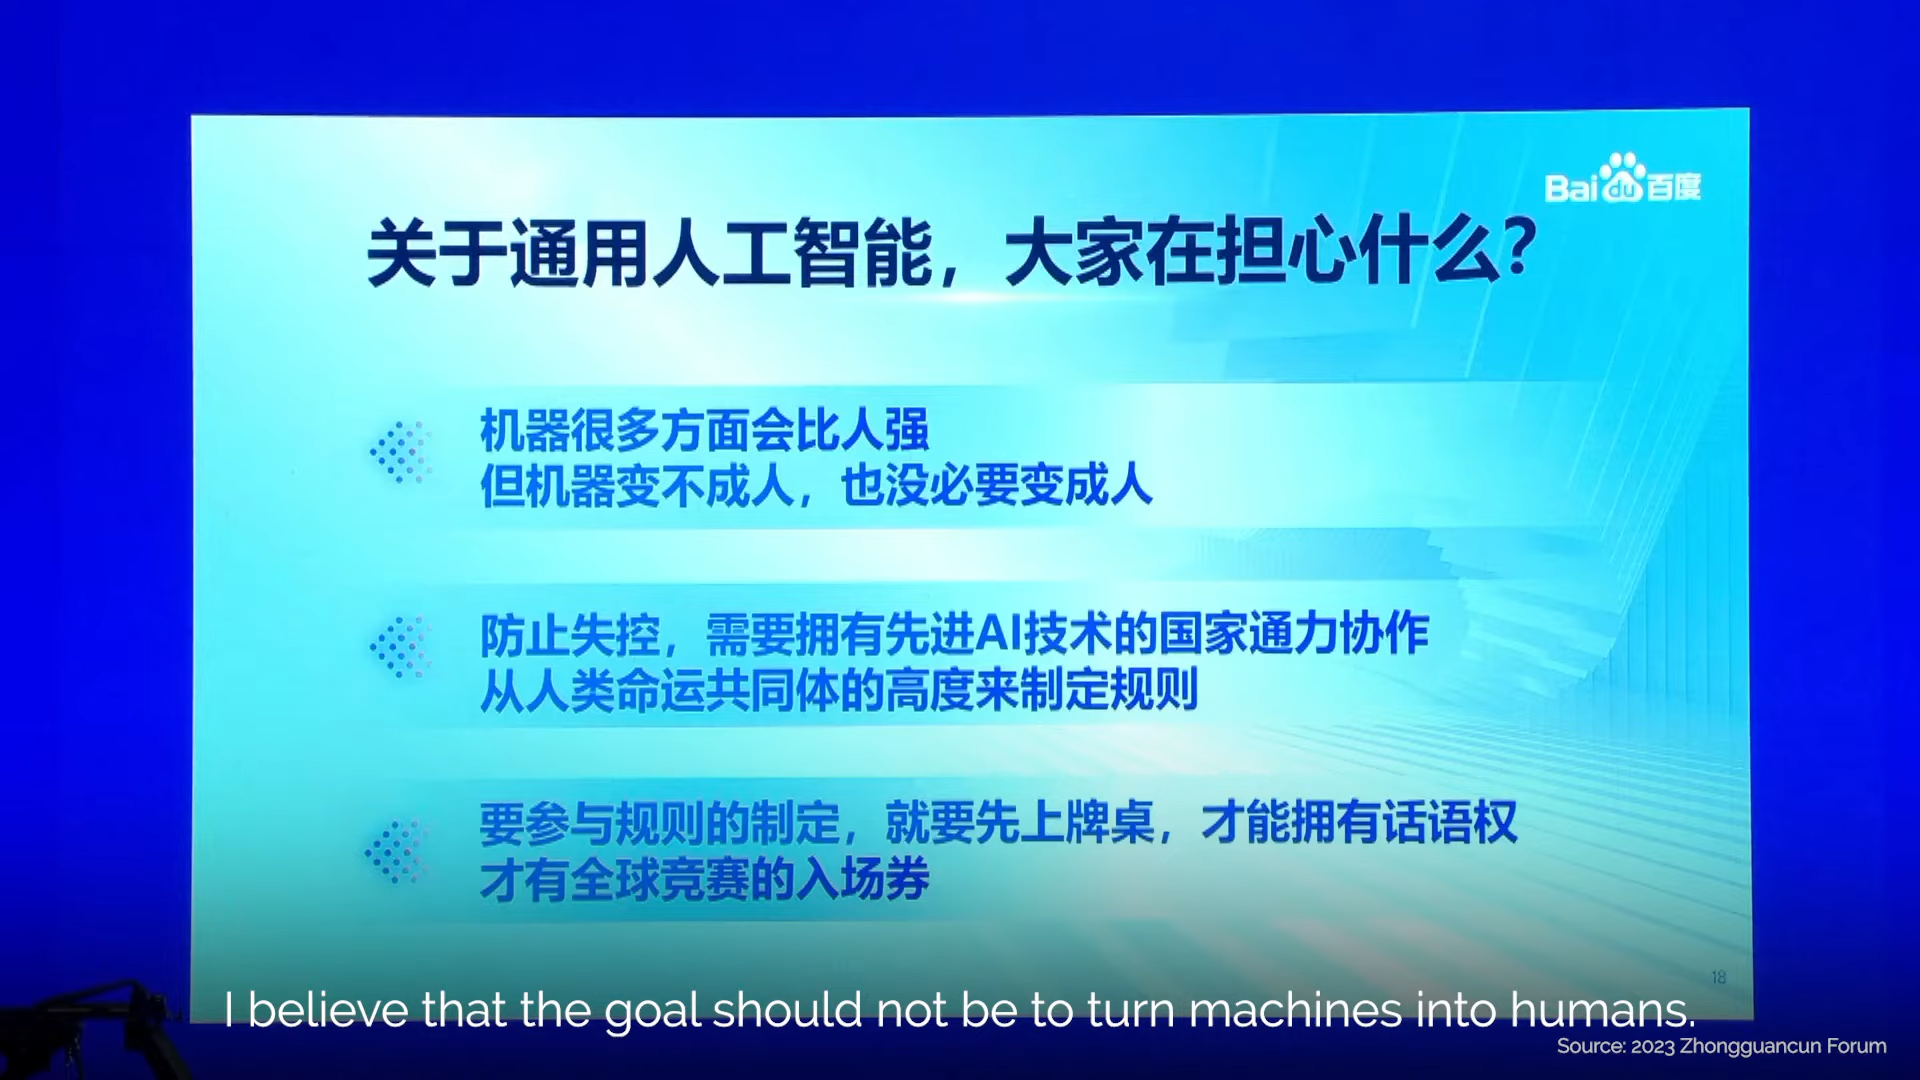 Baidu百度
关于通用人工智能，大家在担心什么？
机器很多方面会比人强
但机器变不成人，也没必要变成人
防止失控，需要拥有先进AI技术的国家通力协作
从人类命运共同体的高度来制定规则
要参与规则的制定，就要先上牌桌，才能拥有话语权
才有全球竞赛的入场券
18
I believe that the goal should not be to turn machines into humans.
Source: 2023 Zhongguancun Forum